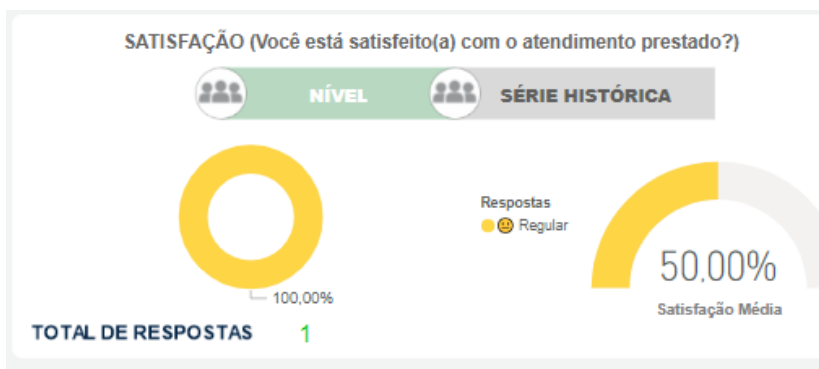 SATISFAÇÃO (Você está satisfeito(a) com o atendimento prestado?)
NÍVEL
SÉRIE HISTÓRICA
Respostas
Regular
100,00%
50,00%
Satisfação Média
TOTAL DE RESPOSTAS 1